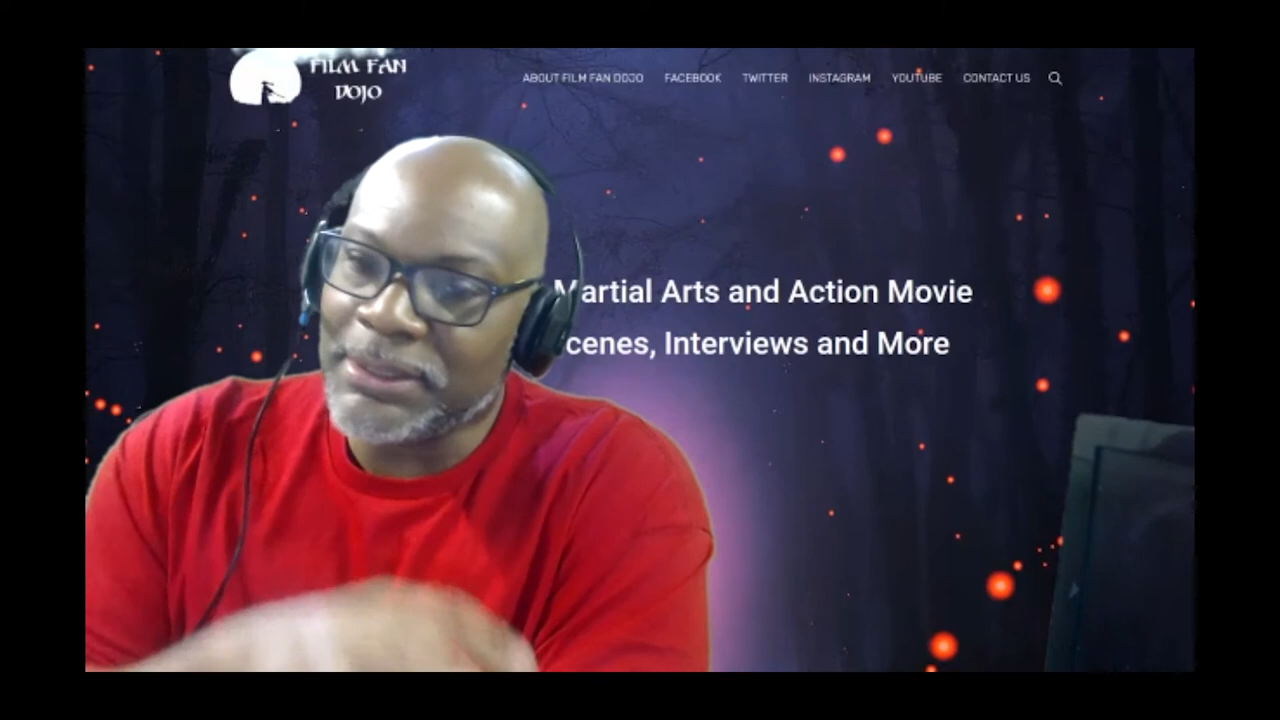 FILM FAN
DOJO
ABOUT FILM FAN DOJO FACEBOOK TWITTER INSTAGRAM YOUTUBE CONTACT US
Martial Arts and Action Movie
cenes, Interviews and More